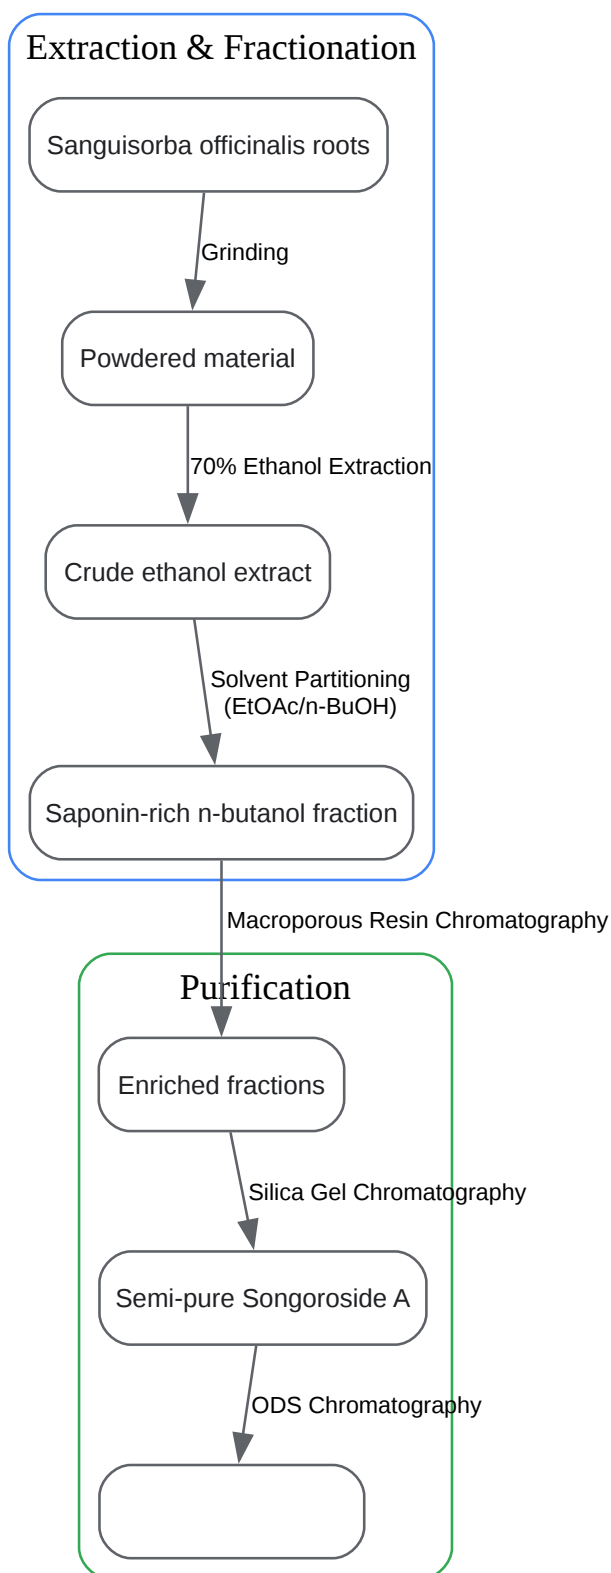 Extraction & Fractionation
Sanguisorba officinalis roots
Grinding
Powdered material
70% Ethanol Extraction
Crude ethanol extract
Solvent Partitioning
(EtOAc/n-BuOH)
Saponin-rich n-butanol fraction
Macroporous Resin Chromatography
Purification
Enriched fractions
Silica Gel Chromatography
Semi-pure Songoroside A
ODS Chromatography